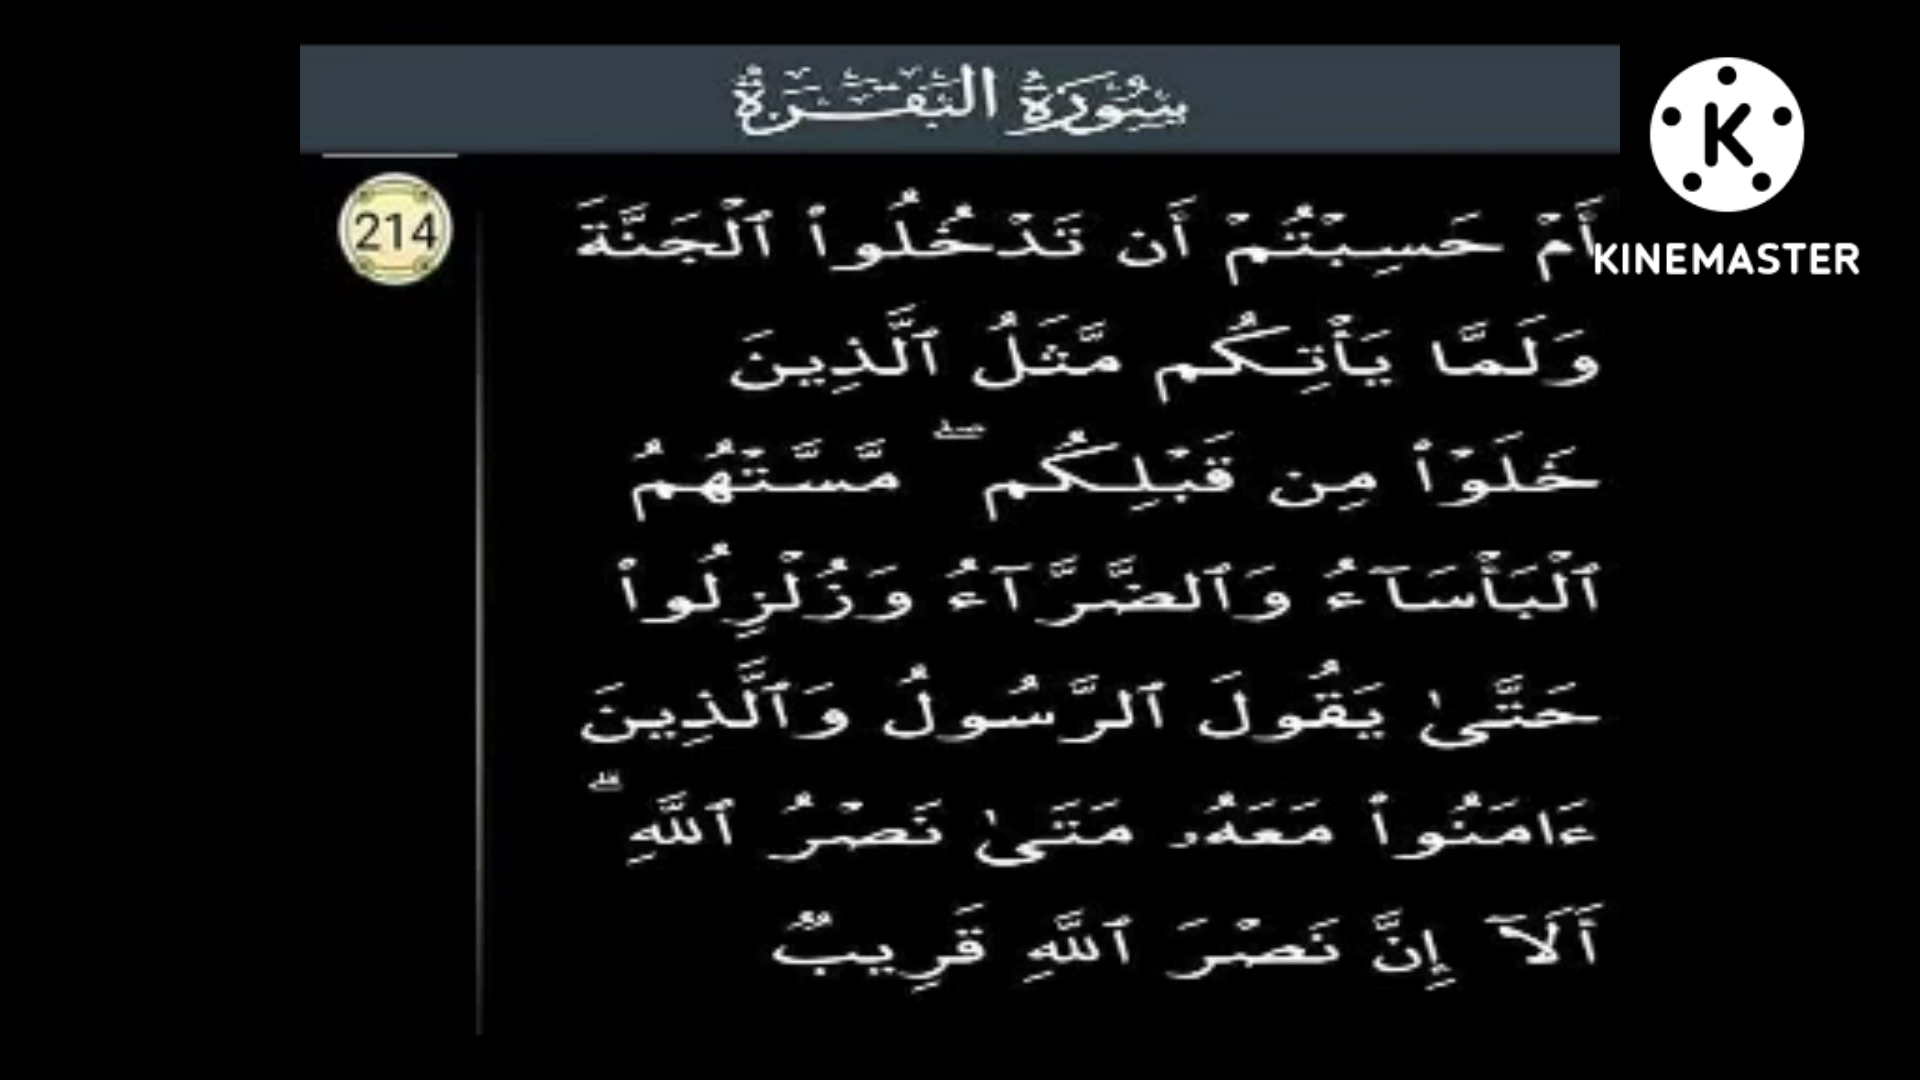 سُورَةُ البَقَرَةِ
214
أَمْ حَسِبْتُمْ أَن تَدْخُلُوا۟ ٱلْجَنَّةَ
وَلَمَّا يَأْتِكُم مَّثَلُ ٱلَّذِينَ
خَلَوْا۟ مِن قَبْلِكُم ۖ مَّسَّتْهُمُ
ٱلْبَأْسَآءُ وَٱلضَّرَّآءُ وَزُلْزِلُوا۟
حَتَّىٰ يَقُولَ ٱلرَّسُولُ وَٱلَّذِينَ
ءَامَنُوا۟ مَعَهُۥ مَتَىٰ نَصْرُ ٱللَّهِ ۗ
أَلَآ إِنَّ نَصْرَ ٱللَّهِ قَرِيبٌ
K
KINEMASTER